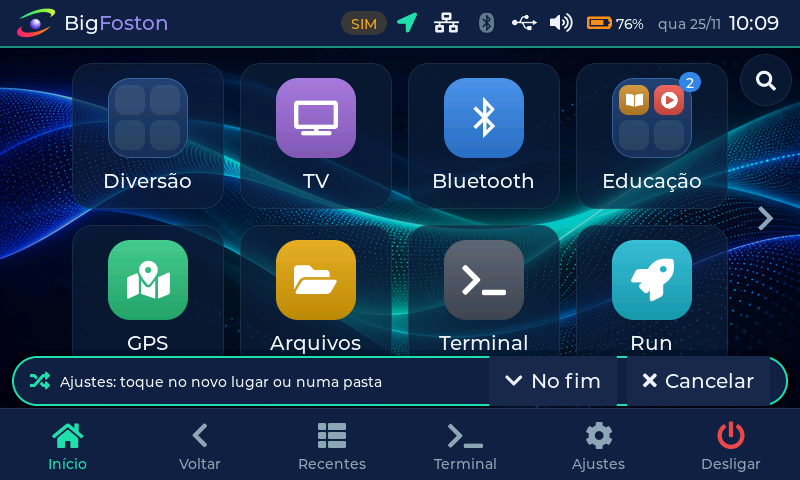 BigFoston
SIM
76%
qua 25/11
10:09
2
Diversão
TV
Bluetooth
Educação
GPS
Arquivos
Terminal
Run
Ajustes: toque no novo lugar ou numa pasta
No fim
Cancelar
Início
Voltar
Recentes
Terminal
Ajustes
Desligar